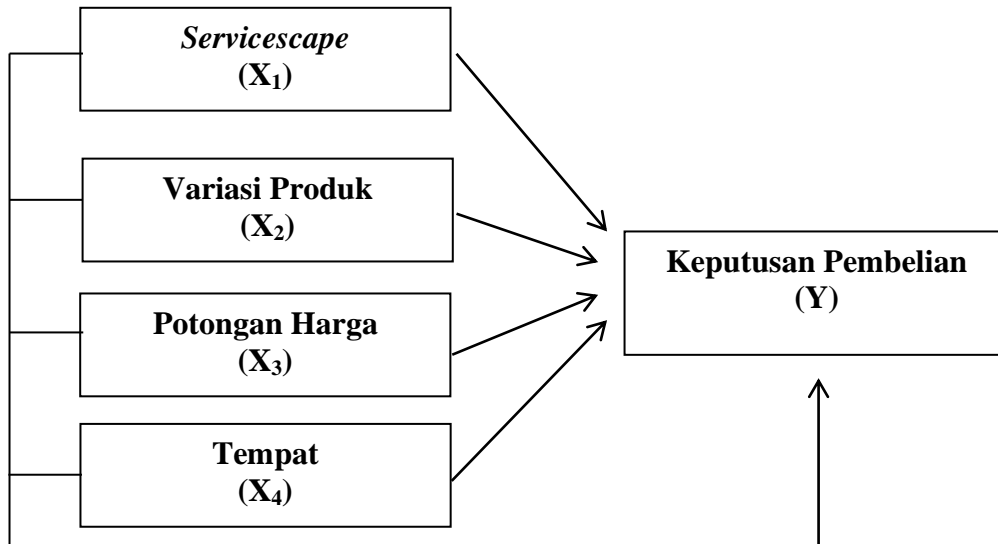 Servicescape
(X₁)
Variasi Produk
(X₂)
Potongan Harga
(X₃)
Tempat
(X₄)
Keputusan Pembelian
(Y)